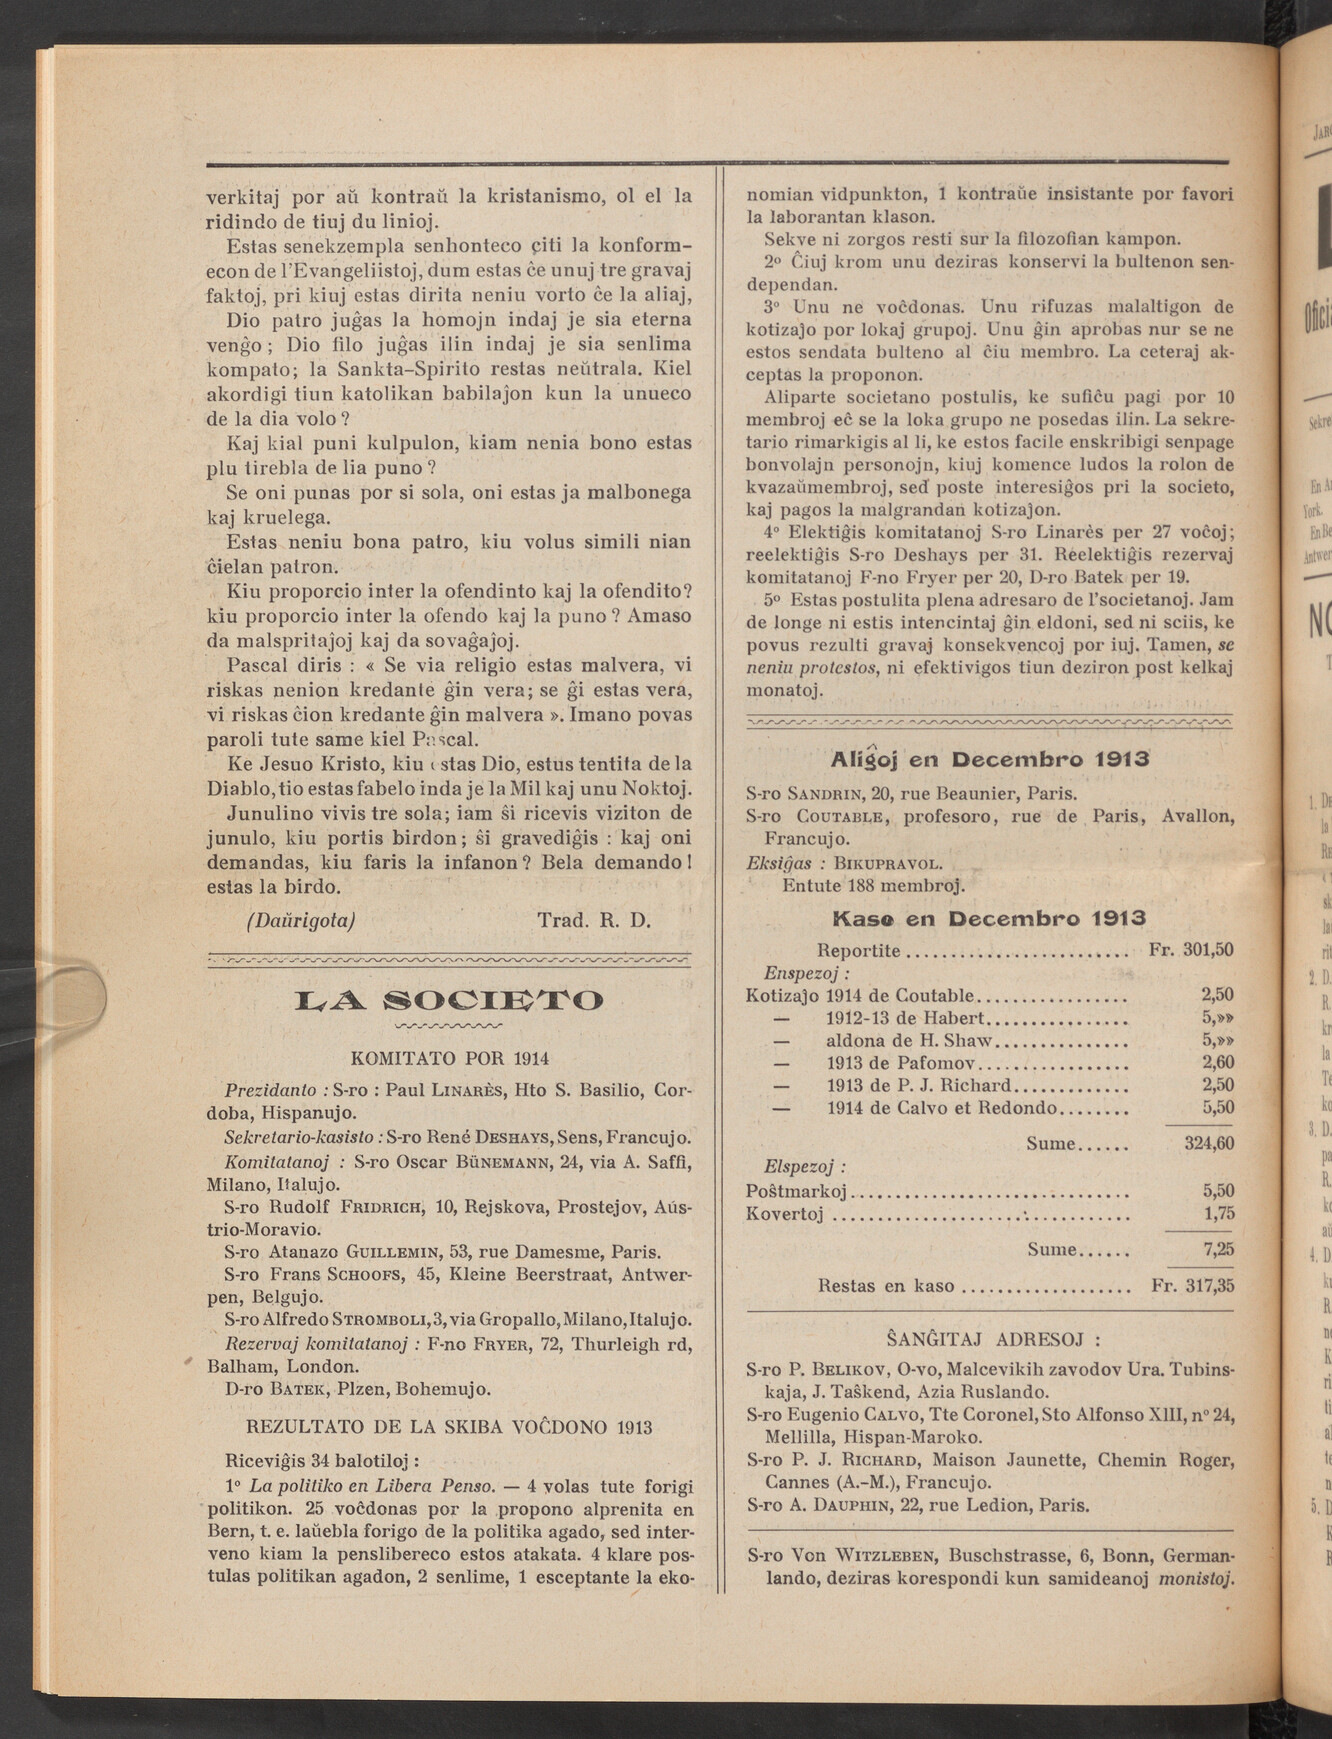 verkitaj por aŭ kontraŭ la kristanismo, ol el la
ridindo de tiuj du linioj.
Estas senekzempla senhonteco çiti la konform-
econ de l'Evangeliistoj, dum estas ĉe unuj tre gravaj
faktoj, pri kiuj estas dirita neniu vorto ĉe la aliaj,
Dio patro juĝas la homojn indaj je sia eterna
venĝo ; Dio filo juĝas ilin indaj je sia senlima
kompato; la Sankta-Spirito restas neŭtrala. Kiel
akordigi tiun katolikan babilaĵon kun la unueco
de la dia volo ?
Kaj kial puni kulpulon, kiam nenia bono estas
plu tirebla de lia puno ?
Se oni punas por si sola, oni estas ja malbonega
kaj kruelega.
Estas neniu bona patro, kiu volus simili nian
ĉielan patron.
Kiu proporcio inter la ofendinto kaj la ofendito?
kiu proporcio inter la ofendo kaj la puno ? Amaso
da malspritaĵoj kaj da sovaĝaĵoj.
Pascal diris : « Se via religio estas malvera, vi
riskas nenion kredante ĝin vera; se ĝi estas vera,
vi riskas ĉion kredante ĝin malvera ». Imano povas
paroli tute same kiel Pascal.
Ke Jesuo Kristo, kiu estas Dio, estus tentita de la
Diablo, tio estas fabelo inda je la Mil kaj unu Noktoj.
Junulino vivis tre sola; iam ŝi ricevis viziton de
junulo, kiu portis birdon ; ŝi gravediĝis : kaj oni
demandas, kiu faris la infanon ? Bela demando !
estas la birdo.
(Daŭrigota) Trad. R. D.
LA SOCIETO
KOMITATO POR 1914
Prezidanto : S-ro : Paul LINARÈS, Hto S. Basilio, Cor-
doba, Hispanujo.
Sekretario-kasisto : S-ro René DESHAYS, Sens, Francujo.
Komitatanoj : S-ro Oscar BÜNEMANN, 24, via A. Saffi,
Milano, Italujo.
S-ro Rudolf FRIDRICH, 10, Rejskova, Prostejov, Aŭs-
trio-Moravio.
S-ro Atanazo GUILLEMIN, 53, rue Damesme, Paris.
S-ro Frans SCHOOFS, 45, Kleine Beerstraat, Antwer-
pen, Belgujo.
S-ro Alfredo STROMBOLI, 3, via Gropallo, Milano, Italujo.
Rezervaj komitatanoj : F-no FRYER, 72, Thurleigh rd,
Balham, London.
D-ro BATEK, Plzen, Bohemujo.
REZULTATO DE LA SKIBA VOĈDONO 1913
Riceviĝis 34 balotiloj :
1º La politiko en Libera Penso. — 4 volas tute forigi
politikon. 25 voĉdonas por la propono alprenita en
Bern, t. e. laŭebla forigo de la politika agado, sed inter-
veno kiam la penslibereco estos atakata. 4 klare pos-
tulas politikan agadon, 2 senlime, 1 esceptante la eko-
nomian vidpunkton, 1 kontraŭe insistante por favori
la laborantan klason.
Sekve ni zorgos resti sur la filozofian kampon.
2º Ĉiuj krom unu deziras konservi la bultenon sen-
dependan.
3º Unu ne voĉdonas. Unu rifuzas malaltigon de
kotizaĵo por lokaj grupoj. Unu ĝin aprobas nur se ne
estos sendata bulteno al ĉiu membro. La ceteraj ak-
ceptas la proponon.
Aliparte societano postulis, ke sufiĉu pagi por 10
membroj eĉ se la loka grupo ne posedas ilin. La sekre-
tario rimarkigis al li, ke estos facile enskribigi senpage
bonvolajn personojn, kiuj komence ludos la rolon de
kvazaŭmembroj, sed poste interesiĝos pri la societo,
kaj pagos la malgrandan kotizaĵon.
4º Elektiĝis komitatanoj S-ro Linarès per 27 voĉoj;
reelektiĝis S-ro Deshays per 31. Reelektiĝis rezervaj
komitatanoj F-no Fryer per 20, D-ro Batek per 19.
5º Estas postulita plena adresaro de l'societanoj. Jam
de longe ni estis intencintaj ĝin eldoni, sed ni sciis, ke
povus rezulti gravaj konsekvencoj por iuj. Tamen, se
neniu protestos, ni efektivigos tiun deziron post kelkaj
monatoj.
Aliĝoj en Decembro 1913
S-ro SANDRIN, 20, rue Beaunier, Paris.
S-ro COUTABLE, profesoro, rue de Paris, Avallon,
Francujo.
Eksiĝas : BIKUPRAVOL.
Entute 188 membroj.
Kaso en Decembro 1913
Reportite ........................ Fr. 301,50
Enspezoj :
Kotizaĵo 1914 de Coutable................. 2,50
— 1912-13 de Habert................ 5,»»
— aldona de H. Shaw............... 5,»»
— 1913 de Pafomov................. 2,60
— 1913 de P. J. Richard............. 2,50
— 1914 de Calvo et Redondo........ 5,50
Sume...... 324,60
Elspezoj :
Poŝtmarkoj............................... 5,50
Kovertoj ................................ 1,75
Sume...... 7,25
Restas en kaso ................... Fr. 317,35
ŜANĜITAJ ADRESOJ :
S-ro P. BELIKOV, O-vo, Malcevikih zavodov Ura. Tubins-
kaja, J. Taŝkend, Azia Ruslando.
S-ro Eugenio CALVO, Tte Coronel, Sto Alfonso XIII, nº 24,
Mellilla, Hispan-Maroko.
S-ro P. J. RICHARD, Maison Jaunette, Chemin Roger,
Cannes (A.-M.), Francujo.
S-ro A. DAUPHIN, 22, rue Ledion, Paris.
S-ro Von WITZLEBEN, Buschstrasse, 6, Bonn, German-
lando, deziras korespondi kun samideanoj monistoj.